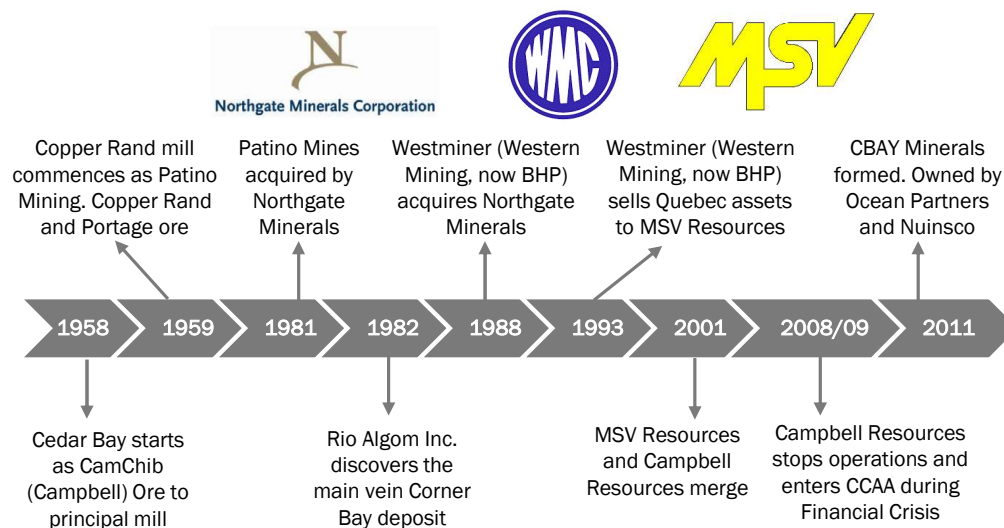 N
Northgate Minerals Corporation
WMC
MSV
Copper Rand mill
commences as Patino
Mining. Copper Rand
and Portage ore
Patino Mines
acquired by
Northgate
Minerals
Westminer (Western
Mining, now BHP)
acquires Northgate
Minerals
Westminer (Western
Mining, now BHP)
sells Quebec assets
to MSV Resources
CBAY Minerals
formed. Owned by
Ocean Partners
and Nuinsco
1958
1959
1981
1982
1988
1993
2001
2008/09
2011
Cedar Bay starts
as CamChib
(Campbell) Ore to
principal mill
Rio Algom Inc.
discovers the
main vein Corner
Bay deposit
MSV Resources
and Campbell
Resources merge
Campbell Resources
stops operations and
enters CCAA during
Financial Crisis